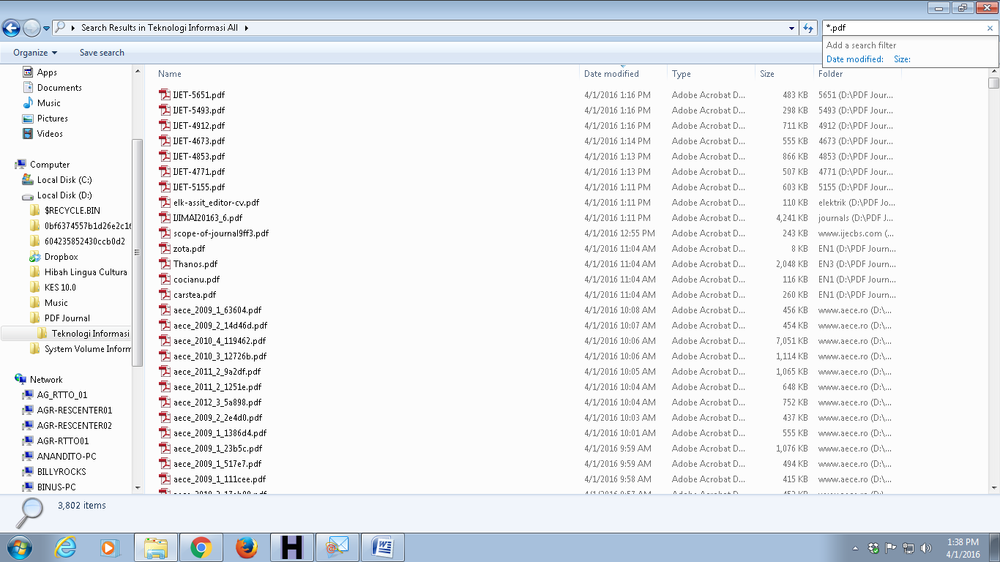 Search Results in Teknologi Informasi All
*.pdf
Add a search filter
Date modified: Size:
Organize Save search
Name Date modified Type Size Folder
Apps
Documents
Music
Pictures
Videos
Computer
Local Disk (C:)
Local Disk (D:)
$RECYCLE.BIN
0bf6374557b1d26e2c16
604235852430ccb0d2
Dropbox
Hibah Lingua Cultura
KES 10.0
Music
PDF Journal
Teknologi Informasi
System Volume Inform
Network
AG_RTTO_01
AGR-RESCENTER01
AGR-RESCENTER02
AGR-RTTO01
ANANDITO-PC
BILLYROCKS
BINUS-PC
IJET-5651.pdf 4/1/2016 1:16 PM Adobe Acrobat D... 483 KB 5651 (D:\PDF Jour...
IJET-5493.pdf 4/1/2016 1:16 PM Adobe Acrobat D... 298 KB 5493 (D:\PDF Jour...
IJET-4912.pdf 4/1/2016 1:16 PM Adobe Acrobat D... 711 KB 4912 (D:\PDF Jour...
IJET-4673.pdf 4/1/2016 1:14 PM Adobe Acrobat D... 555 KB 4673 (D:\PDF Jour...
IJET-4853.pdf 4/1/2016 1:13 PM Adobe Acrobat D... 866 KB 4853 (D:\PDF Jour...
IJET-4771.pdf 4/1/2016 1:13 PM Adobe Acrobat D... 507 KB 4771 (D:\PDF Jour...
IJET-5155.pdf 4/1/2016 1:11 PM Adobe Acrobat D... 603 KB 5155 (D:\PDF Jour...
elk-assit_editor-cv.pdf 4/1/2016 1:11 PM Adobe Acrobat D... 110 KB elektrik (D:\PDF Jour...
IJIMAI20163_6.pdf 4/1/2016 1:11 PM Adobe Acrobat D... 4,241 KB journals (D:\PDF J...
scope-of-journal9ff3.pdf 4/1/2016 12:55 PM Adobe Acrobat D... 243 KB www.ijecbs.com (...
zota.pdf 4/1/2016 11:04 AM Adobe Acrobat D... 8 KB EN1 (D:\PDF Journ...
Thanos.pdf 4/1/2016 11:04 AM Adobe Acrobat D... 2,048 KB EN3 (D:\PDF Journ...
cocianu.pdf 4/1/2016 11:04 AM Adobe Acrobat D... 116 KB EN1 (D:\PDF Journ...
carstea.pdf 4/1/2016 11:04 AM Adobe Acrobat D... 260 KB EN1 (D:\PDF Journ...
aece_2009_1_63604.pdf 4/1/2016 10:08 AM Adobe Acrobat D... 456 KB www.aece.ro (D:\...
aece_2009_2_14d46d.pdf 4/1/2016 10:07 AM Adobe Acrobat D... 454 KB www.aece.ro (D:\...
aece_2010_4_119462.pdf 4/1/2016 10:06 AM Adobe Acrobat D... 7,051 KB www.aece.ro (D:\...
aece_2010_3_12726b.pdf 4/1/2016 10:06 AM Adobe Acrobat D... 1,114 KB www.aece.ro (D:\...
aece_2011_2_9a2df.pdf 4/1/2016 10:05 AM Adobe Acrobat D... 1,065 KB www.aece.ro (D:\...
aece_2011_2_1251e.pdf 4/1/2016 10:04 AM Adobe Acrobat D... 648 KB www.aece.ro (D:\...
aece_2012_3_5a898.pdf 4/1/2016 10:04 AM Adobe Acrobat D... 752 KB www.aece.ro (D:\...
aece_2009_2_2e4d0.pdf 4/1/2016 10:03 AM Adobe Acrobat D... 437 KB www.aece.ro (D:\...
aece_2009_1_1386d4.pdf 4/1/2016 10:01 AM Adobe Acrobat D... 555 KB www.aece.ro (D:\...
aece_2009_1_23b5c.pdf 4/1/2016 9:59 AM Adobe Acrobat D... 1,076 KB www.aece.ro (D:\...
aece_2009_1_517e7.pdf 4/1/2016 9:59 AM Adobe Acrobat D... 494 KB www.aece.ro (D:\...
aece_2009_1_111cee.pdf 4/1/2016 9:58 AM Adobe Acrobat D... 415 KB www.aece.ro (D:\...
3,802 items
1:38 PM
4/1/2016